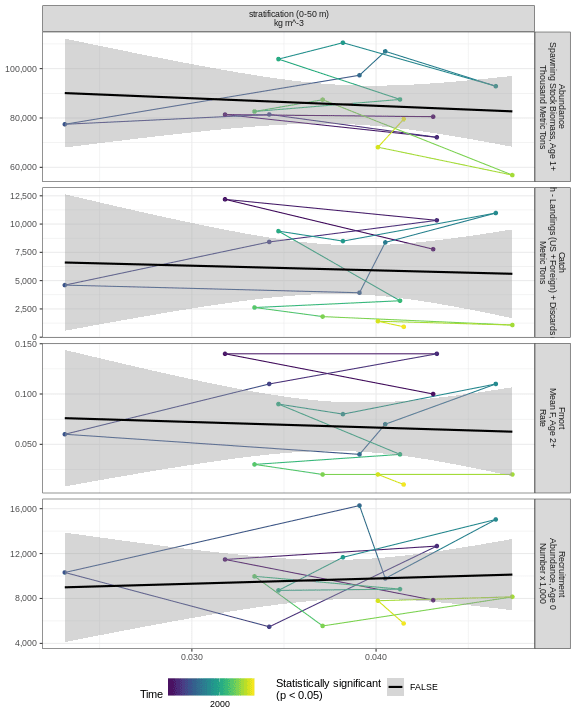 stratification (0-50 m)
kg m^-3
100,000
80,000
60,000
Abundance
Spawning Stock Biomass, Age 1+
Thousand Metric Tons
12,500
10,000
7,500
5,000
2,500
0
Catch
h - Landings (US +Foreign) + Discards
Metric Tons
0.150
0.100
0.050
Fmort
Mean F, Age 2+
Rate
16,000
12,000
8,000
4,000
Recruitment
Abundance, Age 0
Number x 1,000
0.030
0.040
Time
2000
Statistically significant
(p < 0.05)
FALSE